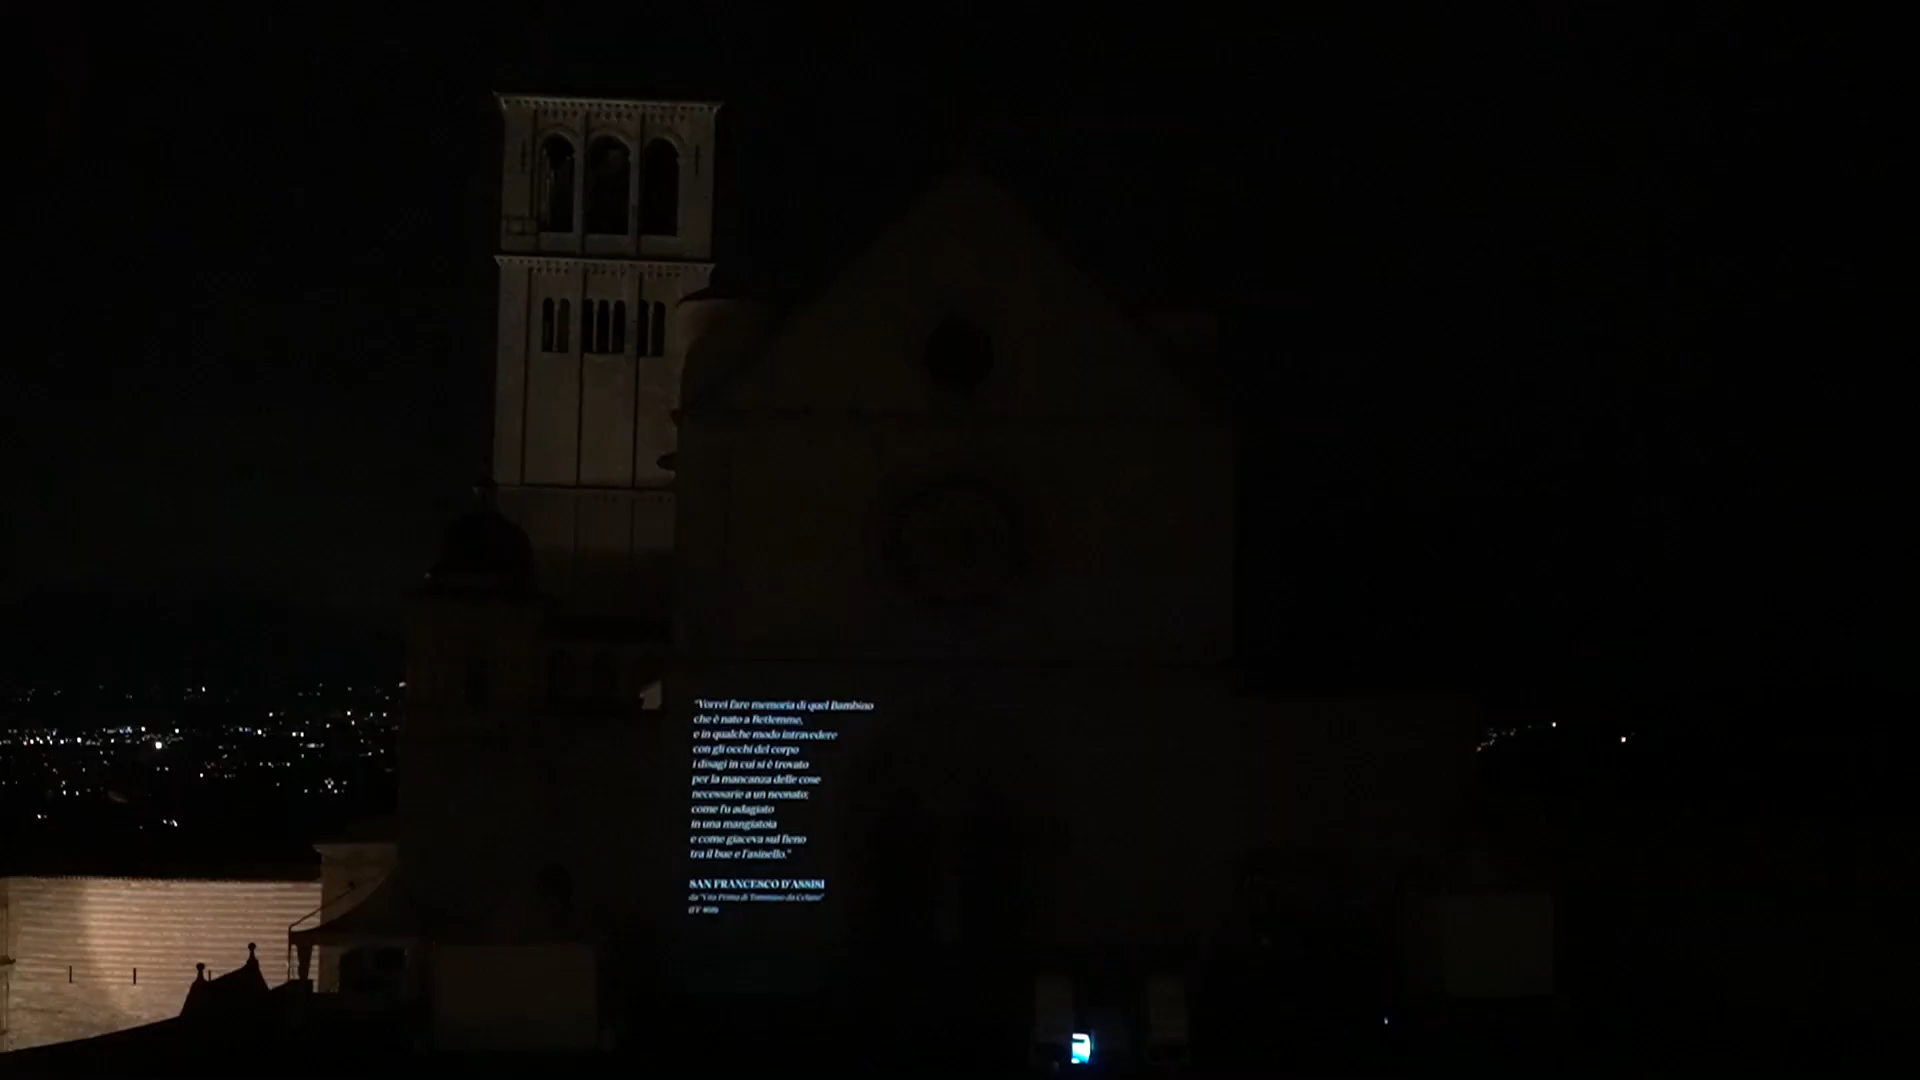 "Vorrei fare memoria di quel Bambino
che è nato a Betlemme,
e in qualche modo intravedere
con gli occhi del corpo
i disagi in cui si è trovato
per la mancanza delle cose
necessarie a un neonato;
come fu adagiato
in una mangiatoia
e come giaceva sul fieno
tra il bue e l'asinello."
SAN FRANCESCO D'ASSISI
da "Vita Prima di Tommaso da Celano"